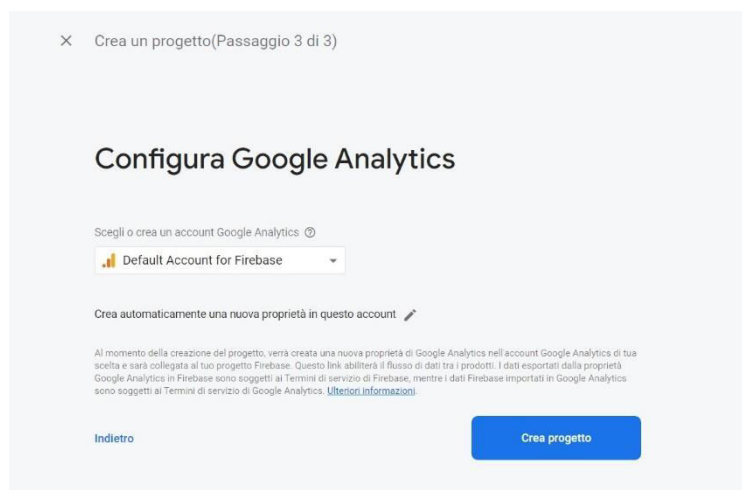 Crea un progetto(Passaggio 3 di 3)
Configura Google Analytics
Scegli o crea un account Google Analytics
Default Account for Firebase
Crea automaticamente una nuova proprietà in questo account
Al momento della creazione del progetto, verrà creata una nuova proprietà di Google Analytics nell'account Google Analytics di tua
scelta e sarà collegata al tuo progetto Firebase. Questo link abiliterà il flusso di dati tra i prodotti. I dati esportati dalla proprietà
Google Analytics in Firebase sono soggetti ai Termini di servizio di Firebase, mentre i dati Firebase importati in Google Analytics
sono soggetti ai Termini di servizio di Google Analytics. Ulteriori informazioni.
Indietro
Crea progetto